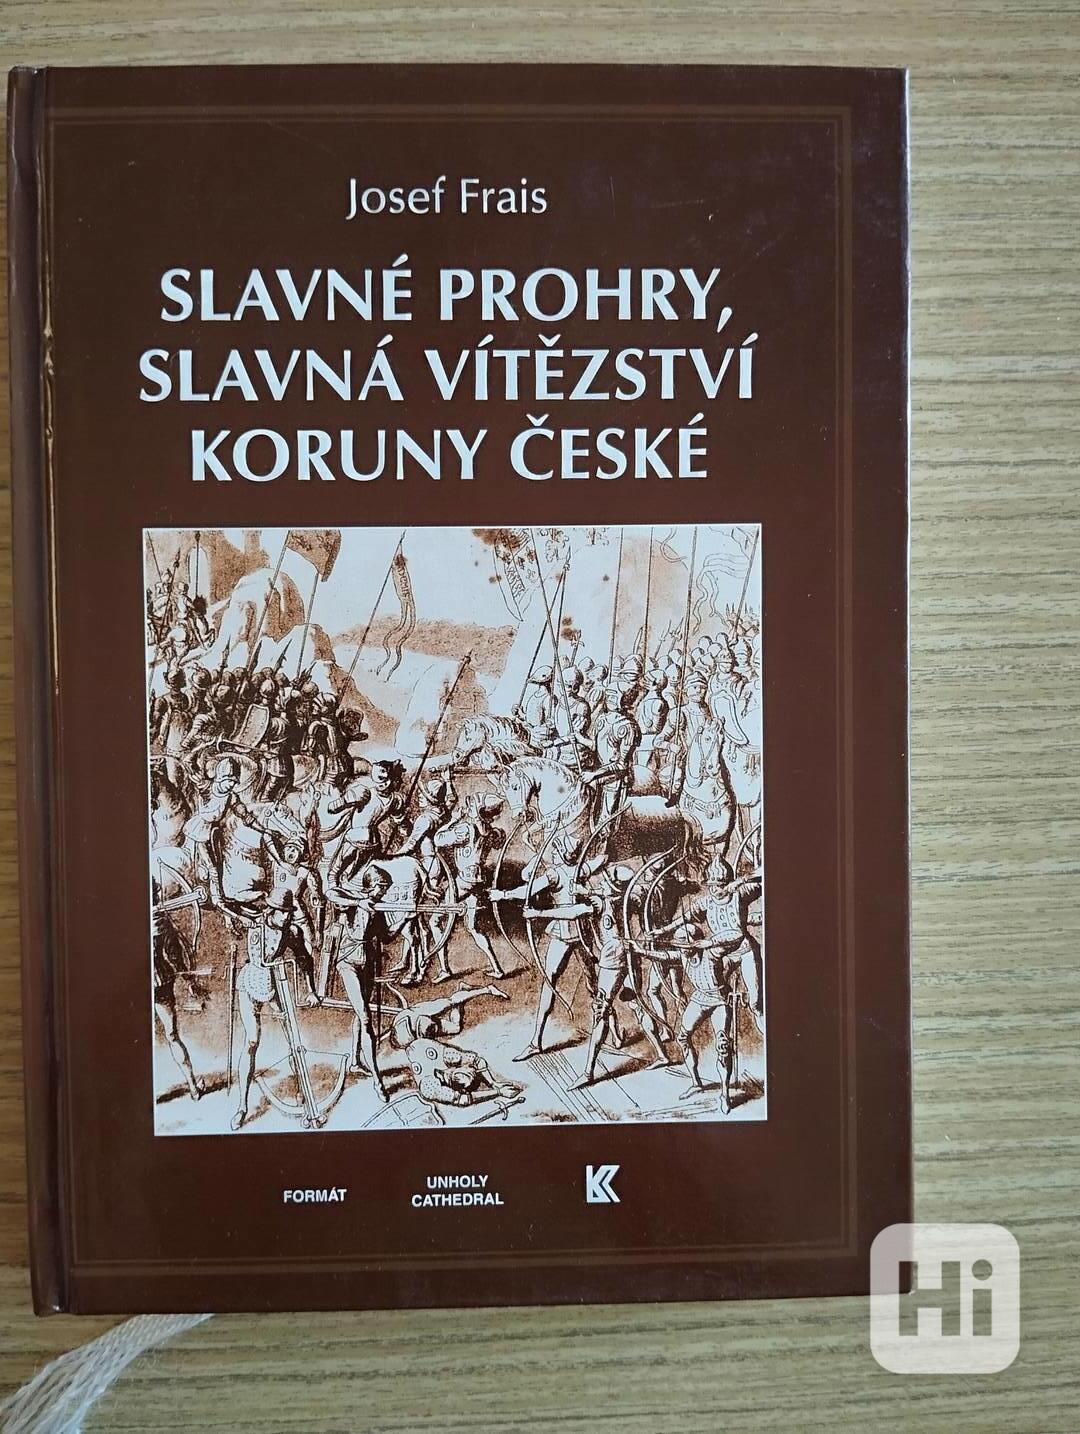 Josef Frais
SLAVNÉ PROHRY,
SLAVNÁ VÍTĚZSTVÍ
KORUNY ČESKÉ
FORMÁT
UNHOLY
CATHEDRAL
Hi